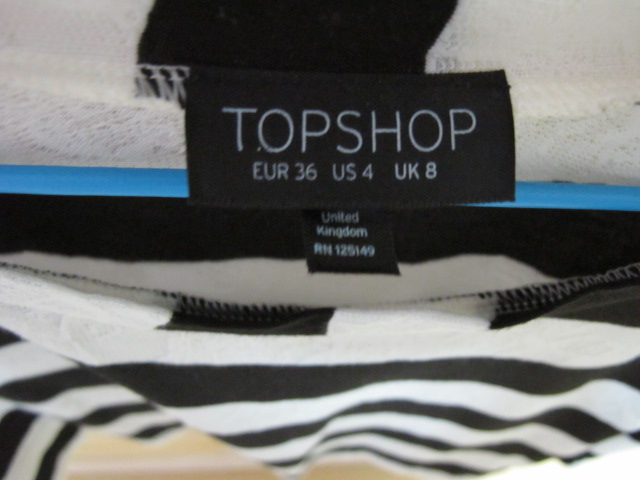 TOPSHOP
EUR 36 US 4 UK 8
United
Kingdom
RN 125149